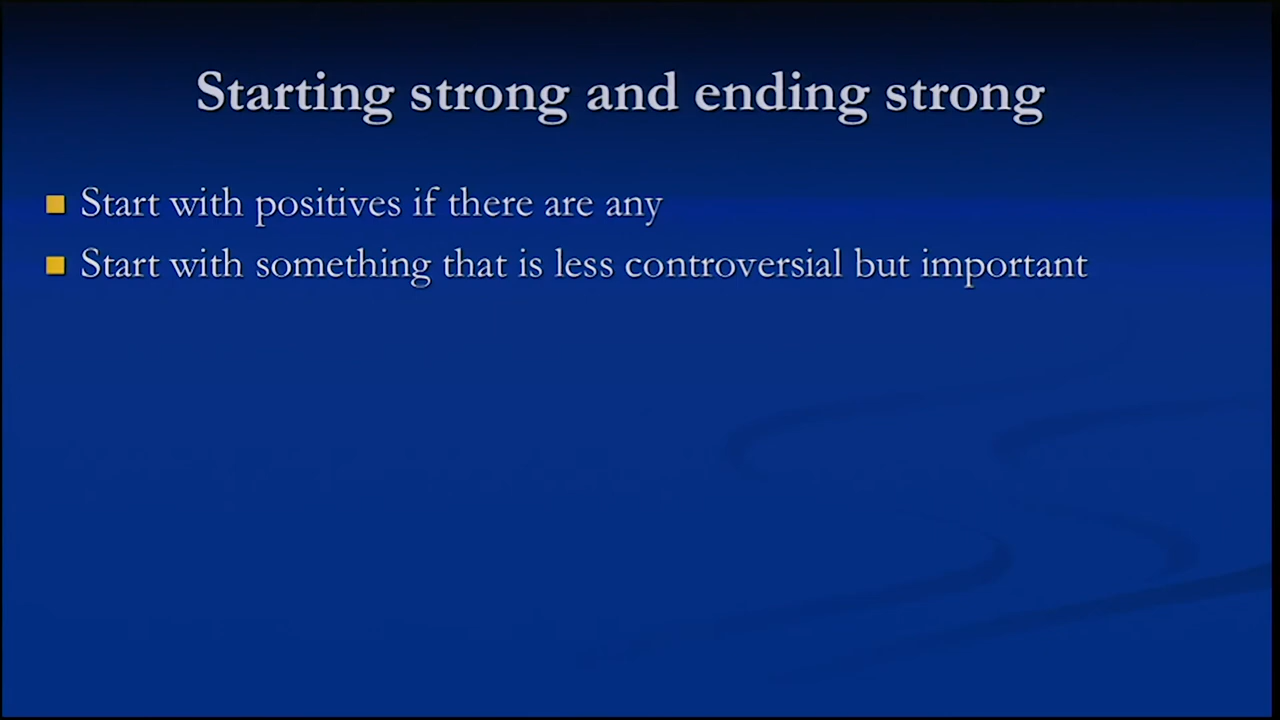 Starting strong and ending strong
Start with positives if there are any
Start with something that is less controversial but important